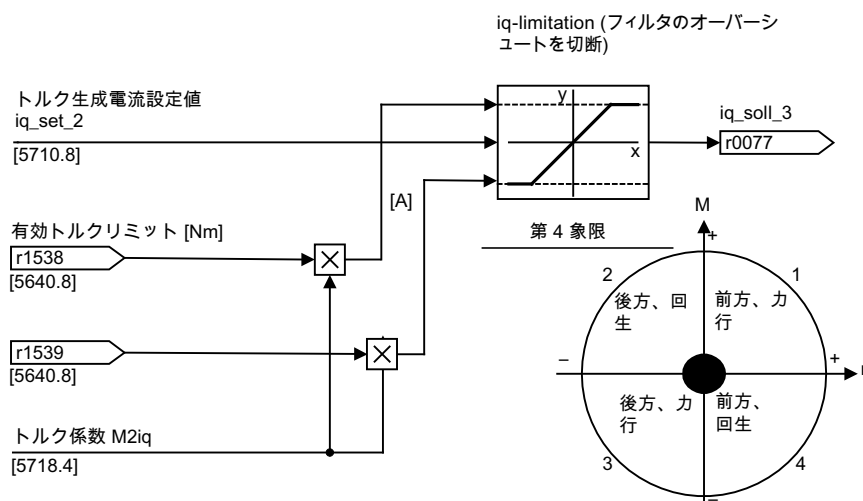 iq-limitation (フィルタのオーバーシ
ュートを切断)
トルク生成電流設定値
iq_set_2
[5710.8]
y
x
iq_soll_3
r0077
[A]
有効トルクリミット [Nm]
r1538
[5640.8]
×
r1539
[5640.8]
×
トルク係数 M2iq
[5718.4]
第 4 象限
M
+
2
1
後方、回
生
前方、力
行
–
+
後方、力
行
前方、
回生
3
4